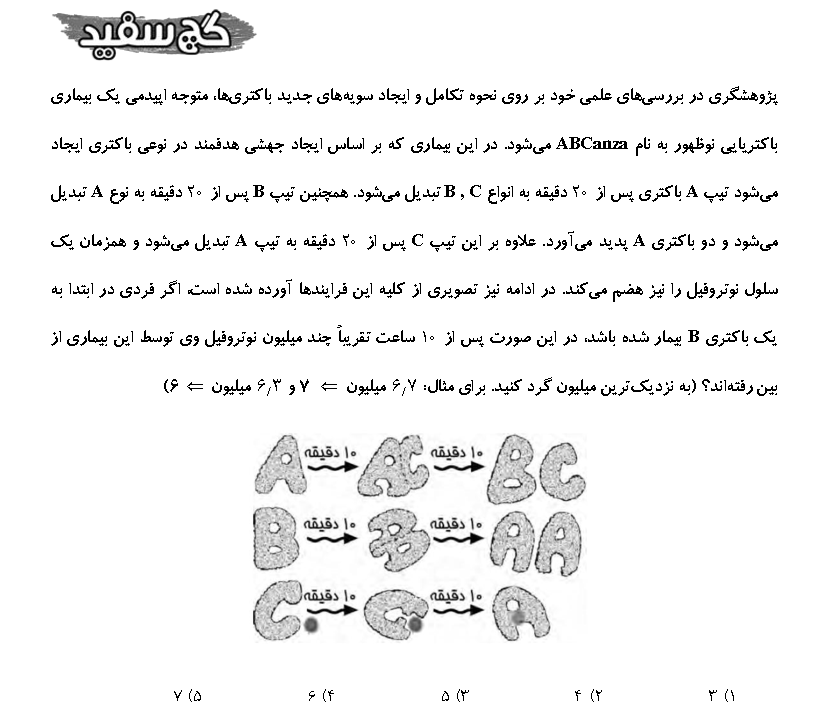 گچ سفید
پژوهشگری در بررسی‌های علمی خود بر روی نحوه تکامل و ایجاد سویه‌های جدید باکتری‌ها، متوجه اپیدمی یک بیماری
باکتریایی نوظهور به نام ABCanza می‌شود. در این بیماری که بر اساس ایجاد جهشی هدفمند در نوعی باکتری ایجاد
می‌شود تیپ A باکتری پس از ۲۰ دقیقه به انواع B , C تبدیل می‌شود. همچنین تیپ B پس از ۲۰ دقیقه به نوع A تبدیل
می‌شود و دو باکتری A پدید می‌آورد. علاوه بر این تیپ C پس از ۲۰ دقیقه به تیپ A تبدیل می‌شود و همزمان یک
سلول نوتروفیل را نیز هضم می‌کند. در ادامه نیز تصویری از کلیه این فرایندها آورده شده است، اگر فردی در ابتدا به
یک باکتری B بیمار شده باشد، در این صورت پس از ۱۰ ساعت تقریباً چند میلیون نوتروفیل وی توسط این بیماری از
بین رفته‌اند؟ (به نزدیک‌ترین میلیون گرد کنید. برای مثال: ۶٫۷ میلیون ⇐ ۷ و ۶٫۳ میلیون ⇐ ۶)
A ۱۰ دقیقه AC ۱۰ دقیقه B C
B ۱۰ دقیقه B ۱۰ دقیقه A A
C ۱۰ دقیقه C ۱۰ دقیقه A
۱) ۳ ۲) ۴ ۳) ۵ ۴) ۶ ۵) ۷